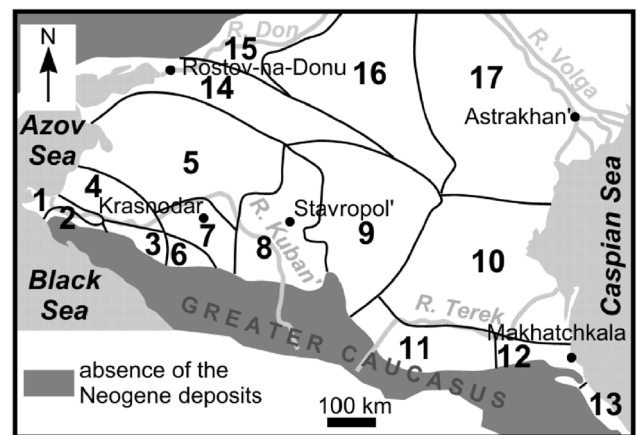 N
R. Don
15
Rostov-na-Donu
14
16
17
R. Volga
Astrakhan'
Azov
Sea
5
4
1
2
Krasnodar
3
6
7
R. Kuban'
8
Stavropol'
9
10
Caspian Sea
Black
Sea
GREATER CAUCASUS
R. Terek
Makhatchkala
11
12
13
absence of the
Neogene deposits
100 km